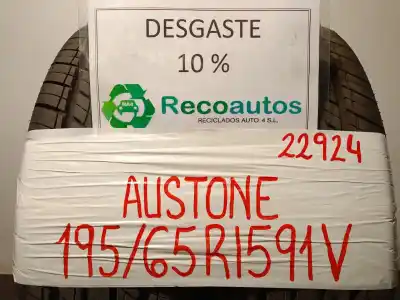 DESGASTE
10 %
Recoautos
RECICLADOS AUTO 4 S.L.
22924
AUSTONE
195/65R1591V